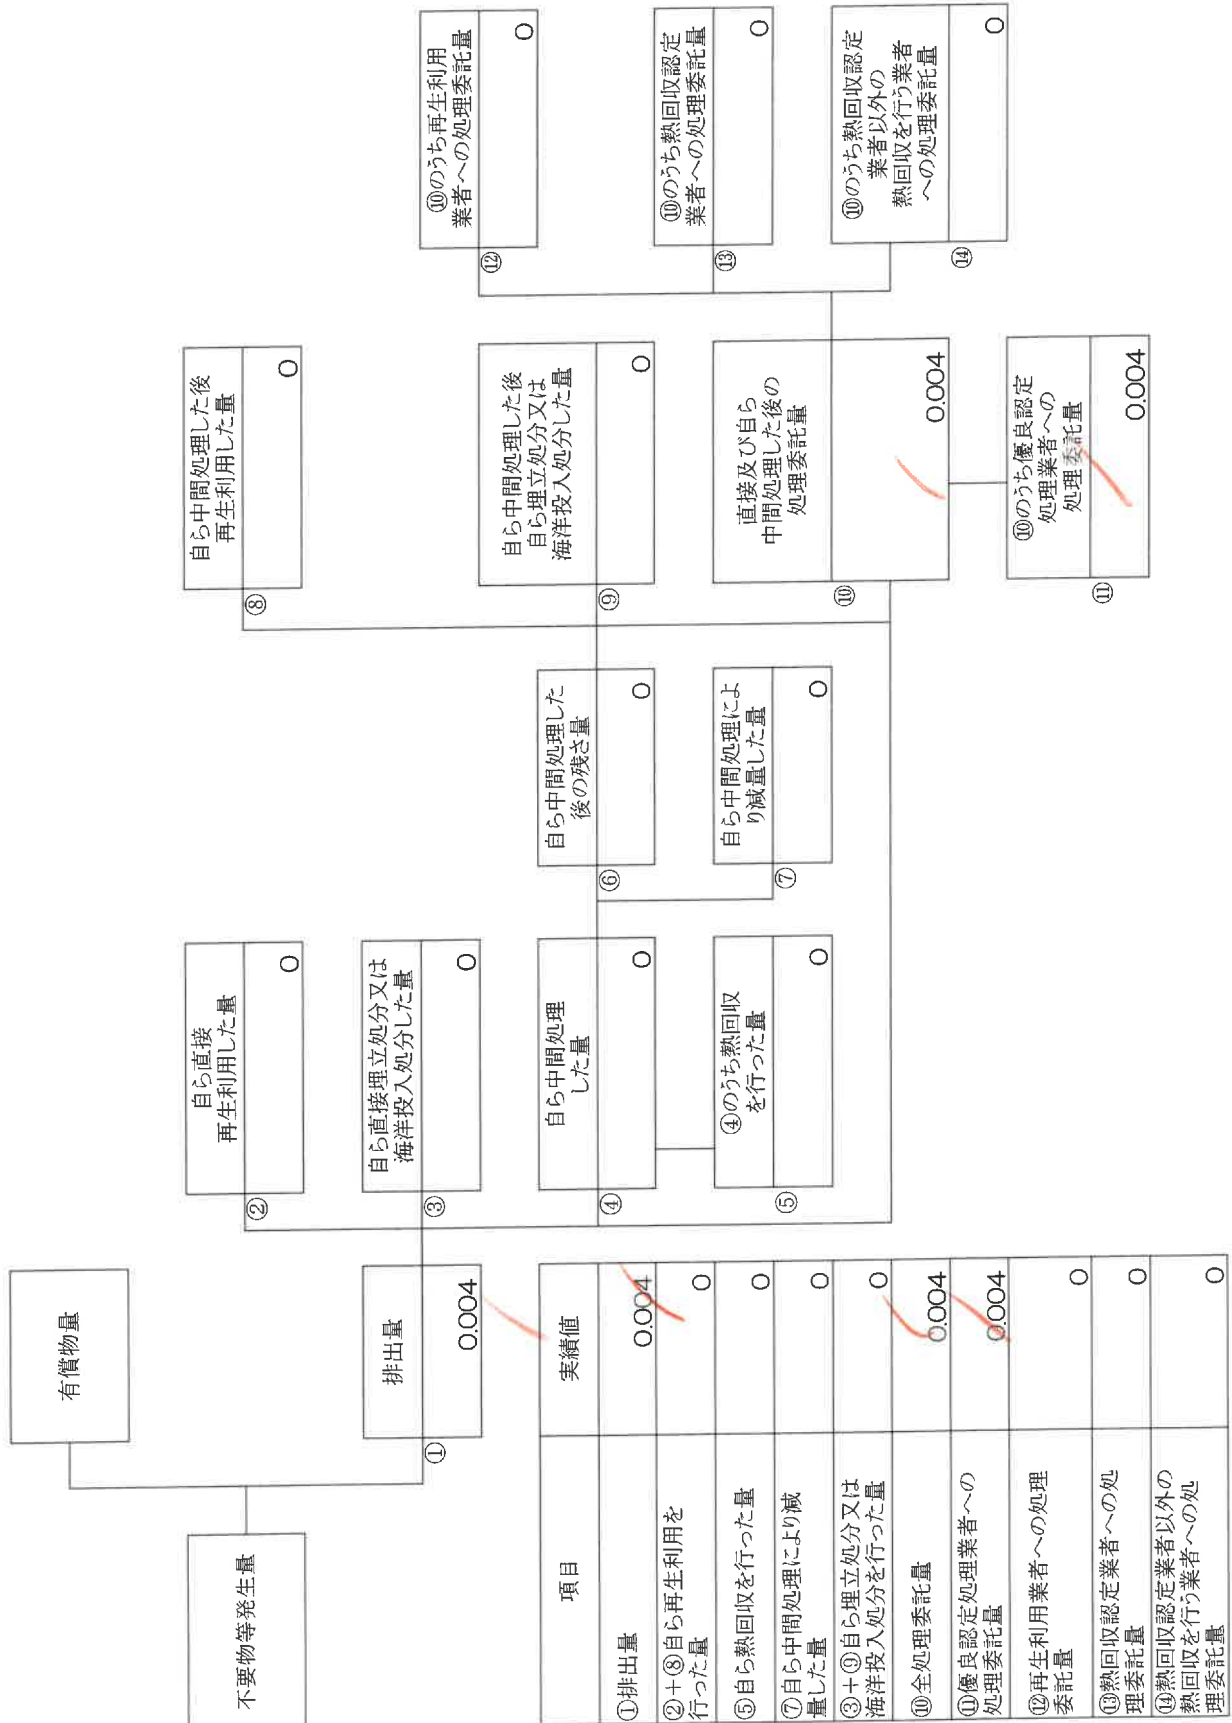 不要物等発生量
有償物量
①
排出量
0.004
②
自ら直接
再生利用した量
0
③
自ら直接埋立処分又は
海洋投入処分した量
0
④
自ら中間処理
した量
0
⑤
④のうち熱回収
を行った量
0
⑥
自ら中間処理した
後の残さ量
0
⑦
自ら中間処理によ
り減量した量
0
⑧
自ら中間処理した後
再生利用した量
0
⑨
自ら中間処理した後
自ら埋立処分又は
海洋投入処分した量
0
⑩
直接及び自ら
中間処理した後の
処理委託量
0.004
⑪
⑩のうち優良認定
処理業者への
処理委託量
0.004
⑫
⑩のうち再生利用
業者への処理委託量
0
⑬
⑩のうち熱回収認定
業者への処理委託量
0
⑭
⑩のうち熱回収認定
業者以外の
熱回収を行う業者
への処理委託量
0
項目
実績値
①排出量
0.004
②+⑧自ら再生利用を
行った量
0
⑤自ら熱回収を行った量
0
⑦自ら中間処理により減
量した量
0
③+⑨自ら埋立処分又は
海洋投入処分を行った量
0
⑩全処理委託量
0.004
⑪優良認定処理業者への
処理委託量
0.004
⑫再生利用業者への処理
委託量
0
⑬熱回収認定業者への処
理委託量
0
⑭熱回収認定業者以外の
熱回収を行う業者への処
理委託量
0